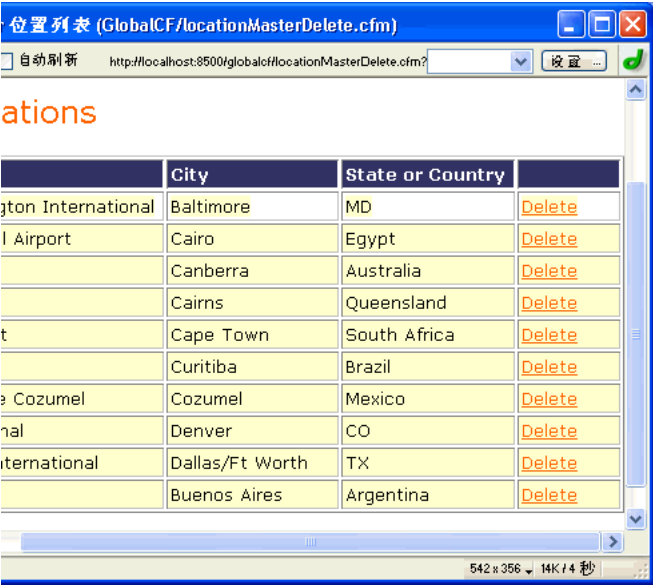 位置列表 (GlobalCF/locationMasterDelete.cfm)
自动刷新 http://localhost:8500/globalcf/locationMasterDelete.cfm? 设置 ...
ations
City State or Country
gton International Baltimore MD Delete
l Airport Cairo Egypt Delete
Canberra Australia Delete
Cairns Queensland Delete
t Cape Town South Africa Delete
Curitiba Brazil Delete
e Cozumel Cozumel Mexico Delete
nal Denver CO Delete
nternational Dallas/Ft Worth TX Delete
Buenos Aires Argentina Delete
542 x 356 14K / 4 秒